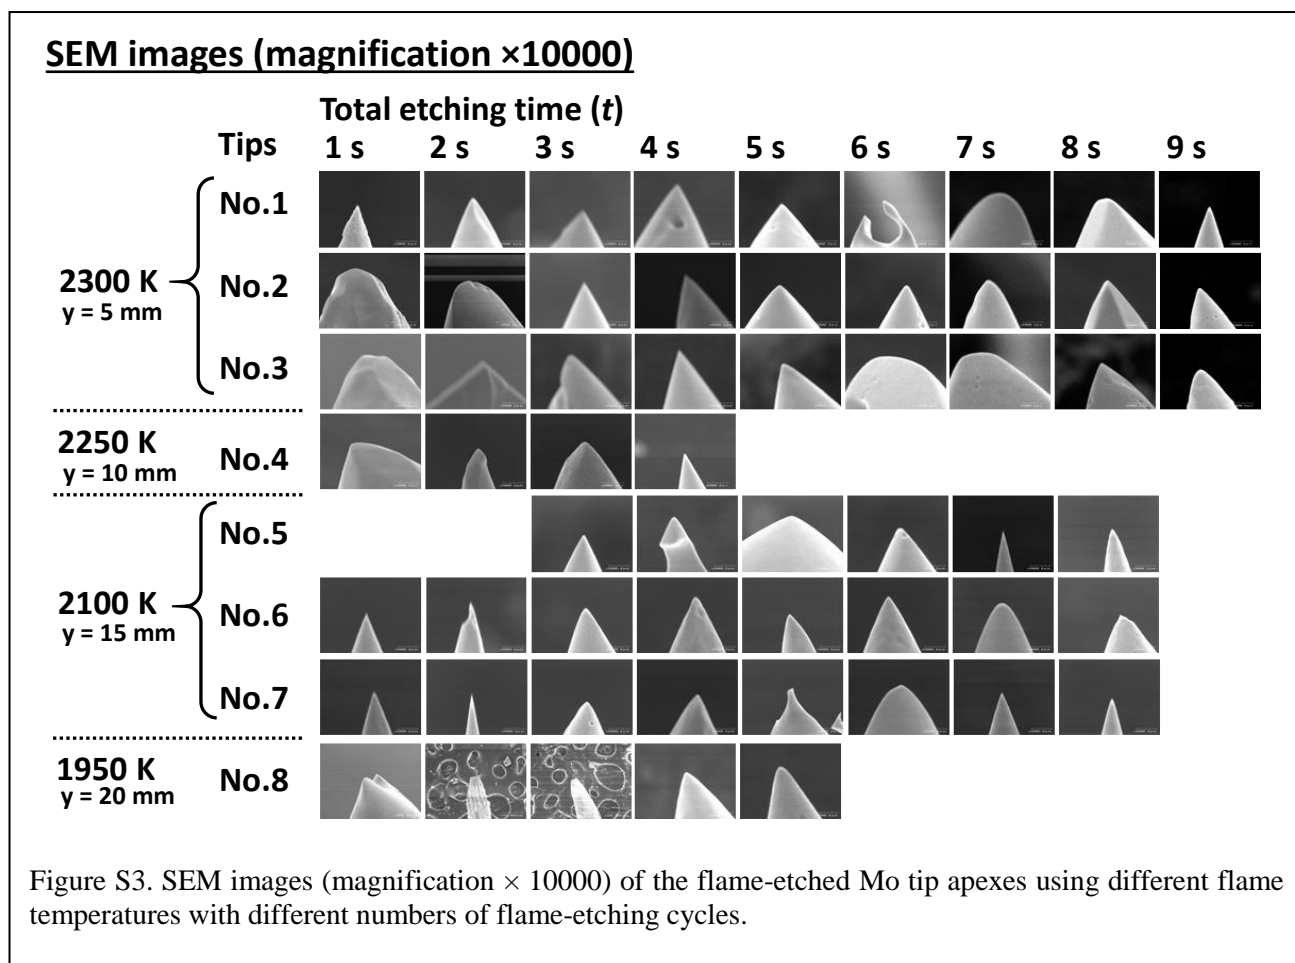 SEM images (magnification ×10000)
Total etching time (t)
Tips 1 s 2 s 3 s 4 s 5 s 6 s 7 s 8 s 9 s
No.1
2300 K
y = 5 mm
No.2
No.3
2250 K
y = 10 mm
No.4
No.5
2100 K
y = 15 mm
No.6
No.7
1950 K
y = 20 mm
No.8
Figure S3. SEM images (magnification × 10000) of the flame-etched Mo tip apexes using different flame
temperatures with different numbers of flame-etching cycles.